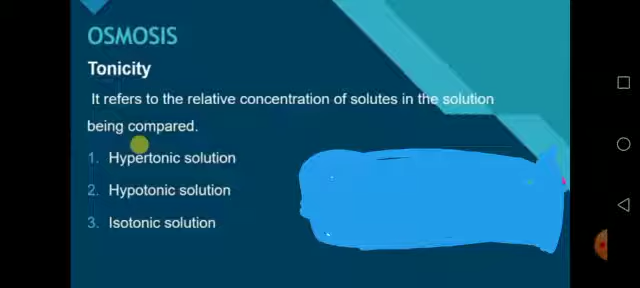 OSMOSIS
Tonicity
It refers to the relative concentration of solutes in the solution
being compared.
1. Hypertonic solution
2. Hypotonic solution
3. Isotonic solution